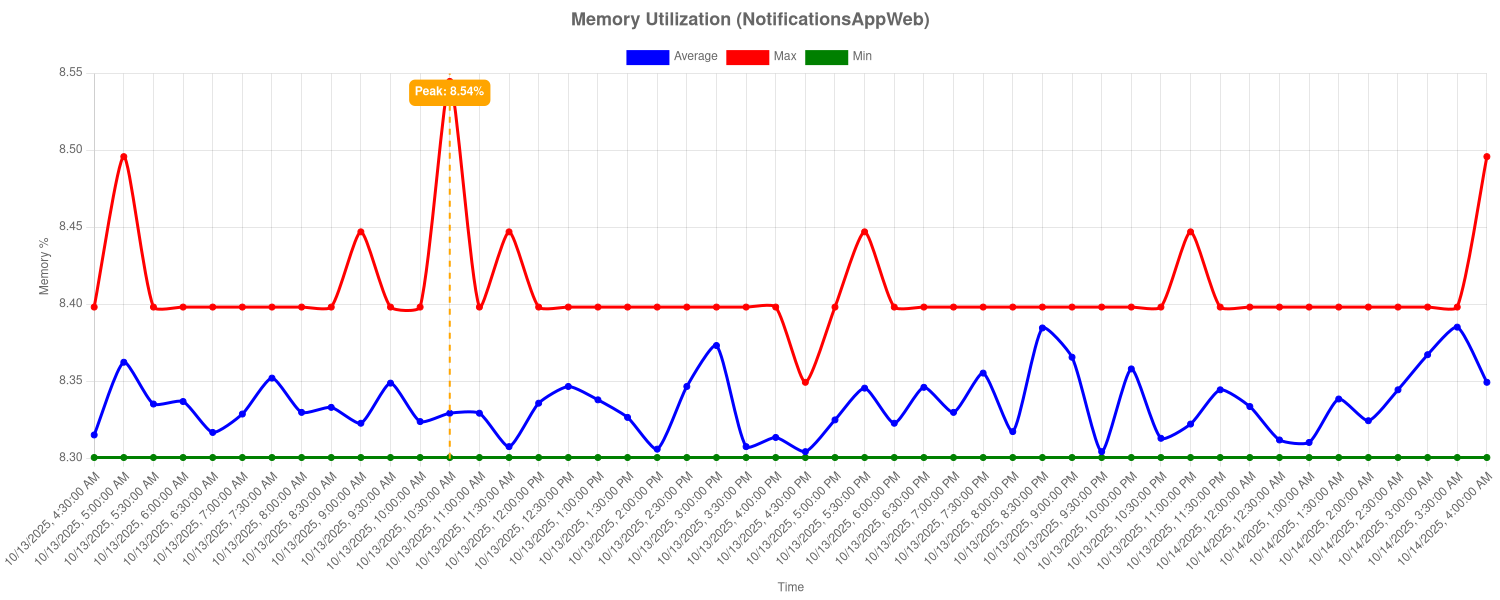 Memory Utilization (NotificationsAppWeb)
Average Max Min
Peak: 8.54%
8.55
8.50
8.45
8.40
8.35
8.30
Memory %
10/13/2025, 4:30:00 AM
10/13/2025, 5:00:00 AM
10/13/2025, 5:30:00 AM
10/13/2025, 6:00:00 AM
10/13/2025, 6:30:00 AM
10/13/2025, 7:00:00 AM
10/13/2025, 7:30:00 AM
10/13/2025, 8:00:00 AM
10/13/2025, 8:30:00 AM
10/13/2025, 9:00:00 AM
10/13/2025, 9:30:00 AM
10/13/2025, 10:00:00 AM
10/13/2025, 10:30:00 AM
10/13/2025, 11:00:00 AM
10/13/2025, 11:30:00 AM
10/13/2025, 12:00:00 PM
10/13/2025, 12:30:00 PM
10/13/2025, 1:00:00 PM
10/13/2025, 1:30:00 PM
10/13/2025, 2:00:00 PM
10/13/2025, 2:30:00 PM
10/13/2025, 3:00:00 PM
10/13/2025, 3:30:00 PM
10/13/2025, 4:00:00 PM
10/13/2025, 4:30:00 PM
10/13/2025, 5:00:00 PM
10/13/2025, 5:30:00 PM
10/13/2025, 6:00:00 PM
10/13/2025, 6:30:00 PM
10/13/2025, 7:00:00 PM
10/13/2025, 7:30:00 PM
10/13/2025, 8:00:00 PM
10/13/2025, 8:30:00 PM
10/13/2025, 9:00:00 PM
10/13/2025, 9:30:00 PM
10/13/2025, 10:00:00 PM
10/13/2025, 10:30:00 PM
10/13/2025, 11:00:00 PM
10/13/2025, 11:30:00 PM
10/14/2025, 12:00:00 AM
10/14/2025, 12:30:00 AM
10/14/2025, 1:00:00 AM
10/14/2025, 1:30:00 AM
10/14/2025, 2:00:00 AM
10/14/2025, 2:30:00 AM
10/14/2025, 3:00:00 AM
10/14/2025, 3:30:00 AM
10/14/2025, 4:00:00 AM
Time